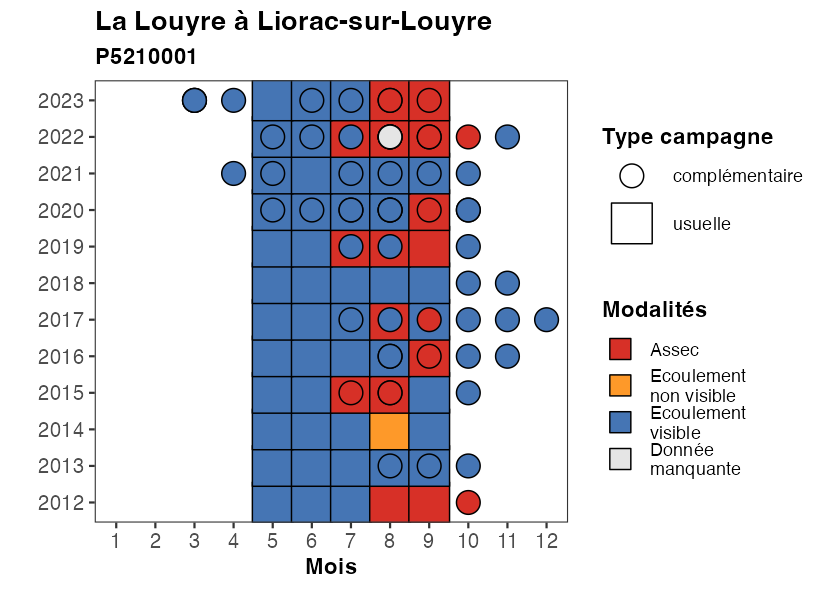 La Louyre à Liorac-sur-Louyre
P5210001
2023
2022
2021
2020
2019
2018
2017
2016
2015
2014
2013
2012
1 2 3 4 5 6 7 8 9 10 11 12
Mois
Type campagne
complémentaire
usuelle
Modalités
Assec
Ecoulement
non visible
Ecoulement
visible
Donnée
manquante